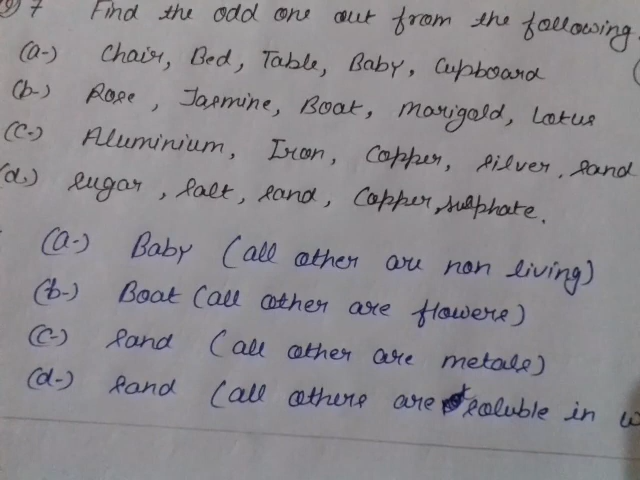 7 Find the odd one out from the following.
(a-) Chair, Bed, Table, Baby, Cupboard
(b-) Rose, Jasmine, Boat, Marigold, Lotus
(c-) Aluminium, Iron, Copper, Silver, Sand
(d-) Sugar, Salt, Sand, Copper sulphate.
(a-) Baby (all other are non living)
(b-) Boat (all other are flowers)
(c-) Sand (all other are metals)
(d-) Sand (all others are soluble in